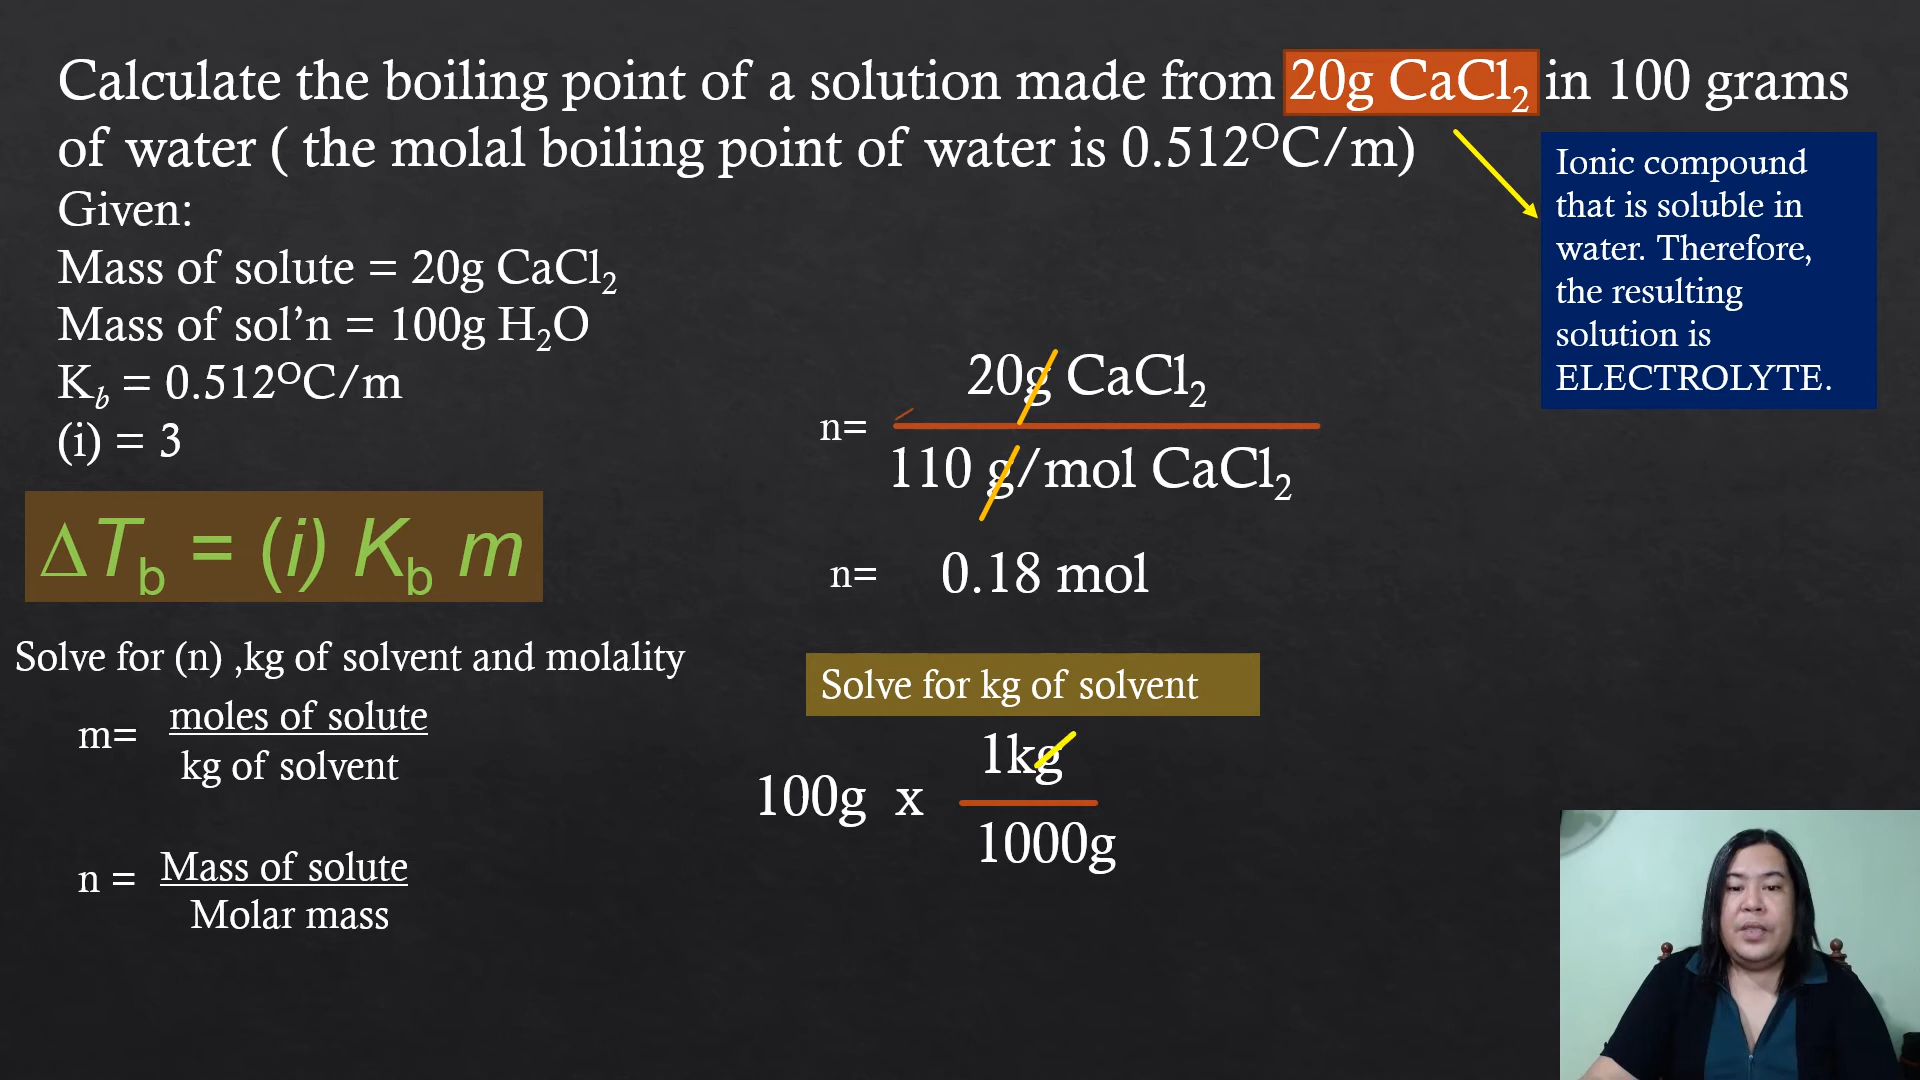 Calculate the boiling point of a solution made from 20g CaCl₂ in 100 grams
of water ( the molal boiling point of water is 0.512ᴼC/m)
Given:
Mass of solute = 20g CaCl₂
Mass of sol’n = 100g H₂O
K_b = 0.512ᴼC/m
(i) = 3
Ionic compound
that is soluble in
water. Therefore,
the resulting
solution is
ELECTROLYTE.
ΔT_b = (i) K_b m
Solve for (n) ,kg of solvent and molality
m= moles of solute
kg of solvent
n = Mass of solute
Molar mass
20g CaCl₂
n=
110 g/mol CaCl₂
n= 0.18 mol
Solve for kg of solvent
1kg
100g x
1000g